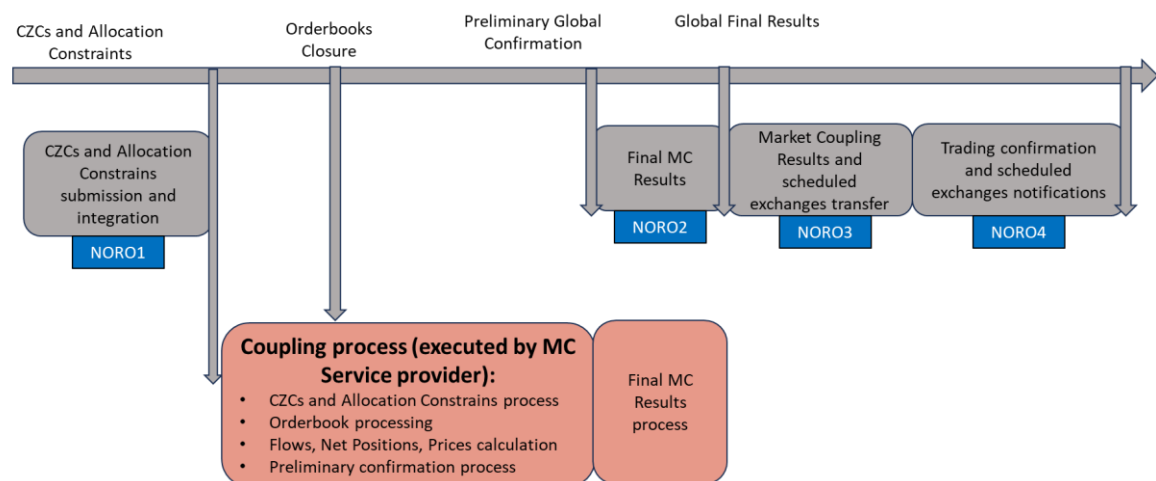 CZCs and Allocation
Constraints
Orderbooks
Closure
Preliminary Global
Confirmation
Global Final Results
CZCs and Allocation
Constrains
submission and
integration
NORO1
Final MC
Results
NORO2
Market Coupling
Results and
scheduled
exchanges transfer
NORO3
Trading confirmation
and scheduled
exchanges notifications
NORO4
Coupling process (executed by MC
Service provider):
• CZCs and Allocation Constrains process
• Orderbook processing
• Flows, Net Positions, Prices calculation
• Preliminary confirmation process
Final MC
Results
process